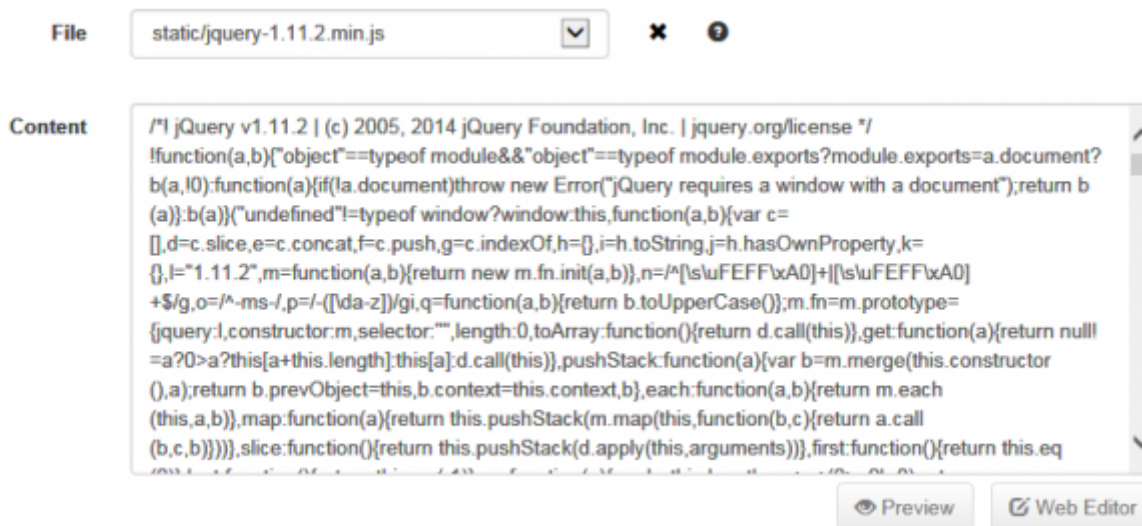 File static/jquery-1.11.2.min.js
Content
/*! jQuery v1.11.2 | (c) 2005, 2014 jQuery Foundation, Inc. | jquery.org/license */
!function(a,b){"object"==typeof module&&"object"==typeof module.exports?module.exports=a.document?
b(a,!0):function(a){if(!a.document)throw new Error("jQuery requires a window with a document");return b
(a)}:b(a)}("undefined"!=typeof window?window:this,function(a,b){var c=
[],d=c.slice,e=c.concat,f=c.push,g=c.indexOf,h={},i=h.toString,j=h.hasOwnProperty,k=
{},l="1.11.2",m=function(a,b){return new m.fn.init(a,b)},n=/^[\s\uFEFF\xA0]+|[\s\uFEFF\xA0]
+$/g,o=/^-ms-/,p=/-([\da-z])/gi,q=function(a,b){return b.toUpperCase()};m.fn=m.prototype=
{jquery:l,constructor:m,selector:"",length:0,toArray:function(){return d.call(this)},get:function(a){return null!
=a?0>a?this[a+this.length]:this[a]:d.call(this)},pushStack:function(a){var b=m.merge(this.constructor
(),a);return b.prevObject=this,b.context=this.context,b},each:function(a,b){return m.each
(this,a,b)},map:function(a){return this.pushStack(m.map(this,function(b,c){return a.call
(b,c,b)}))},slice:function(){return this.pushStack(d.apply(this,arguments))},first:function(){return this.eq
Preview Web Editor